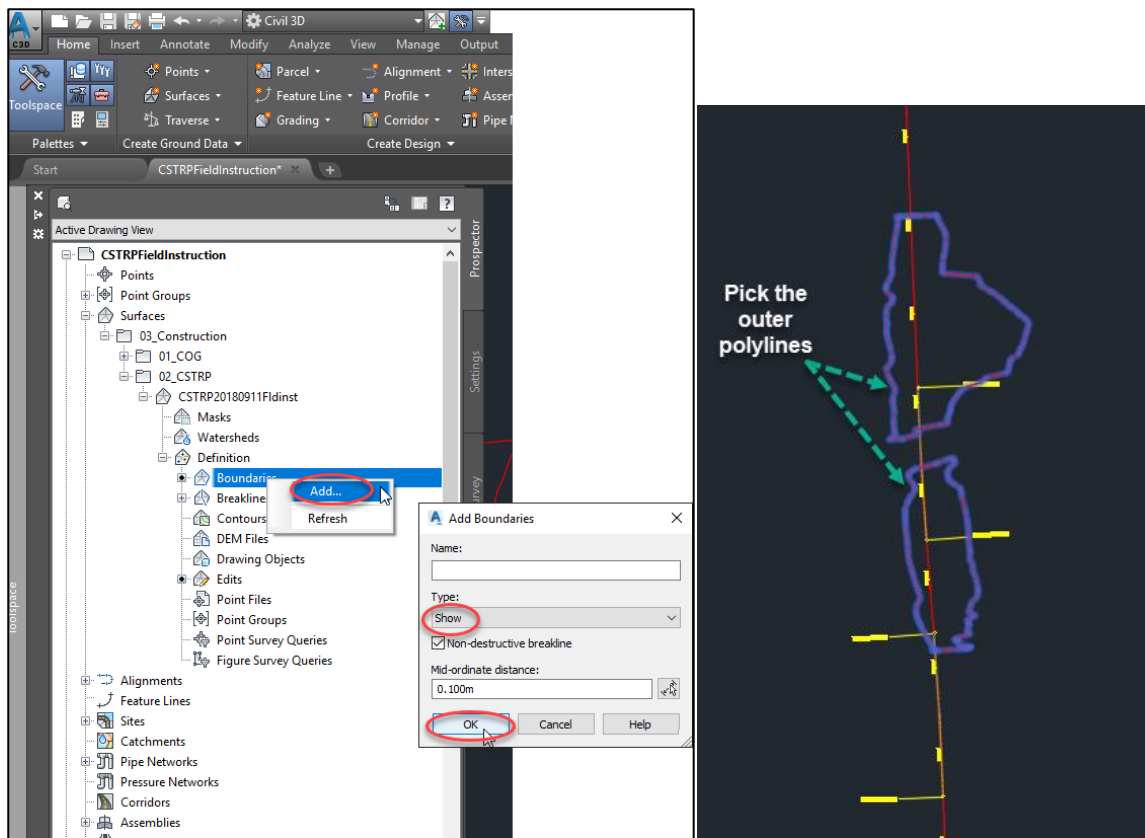 Civil 3D
C3D
Home Insert Annotate Modify Analyze View Manage Output
Toolspace
Points Parcel Alignment Inters
Surfaces Feature Line Profile Assem
Traverse Grading Corridor Pipe
Palettes Create Ground Data Create Design
Start CSTRPFieldInstruction*
Active Drawing View
CSTRPFieldInstruction
Points
Point Groups
Surfaces
03_Construction
01_COG
02_CSTRP
CSTRP20180911FldInst
Masks
Watersheds
Definition
Boundaries
Add...
Breakline
Contours
Refresh
DEM Files
Drawing Objects
Edits
Point Files
Point Groups
Point Survey Queries
Figure Survey Queries
Alignments
Feature Lines
Sites
Catchments
Pipe Networks
Pressure Networks
Corridors
Assemblies
Prospector
Settings
Survey
Toolspace
Add Boundaries
Name:
Type:
Show
Non-destructive breakline
Mid-ordinate distance:
0.100m
OK Cancel Help
Pick the
outer
polylines